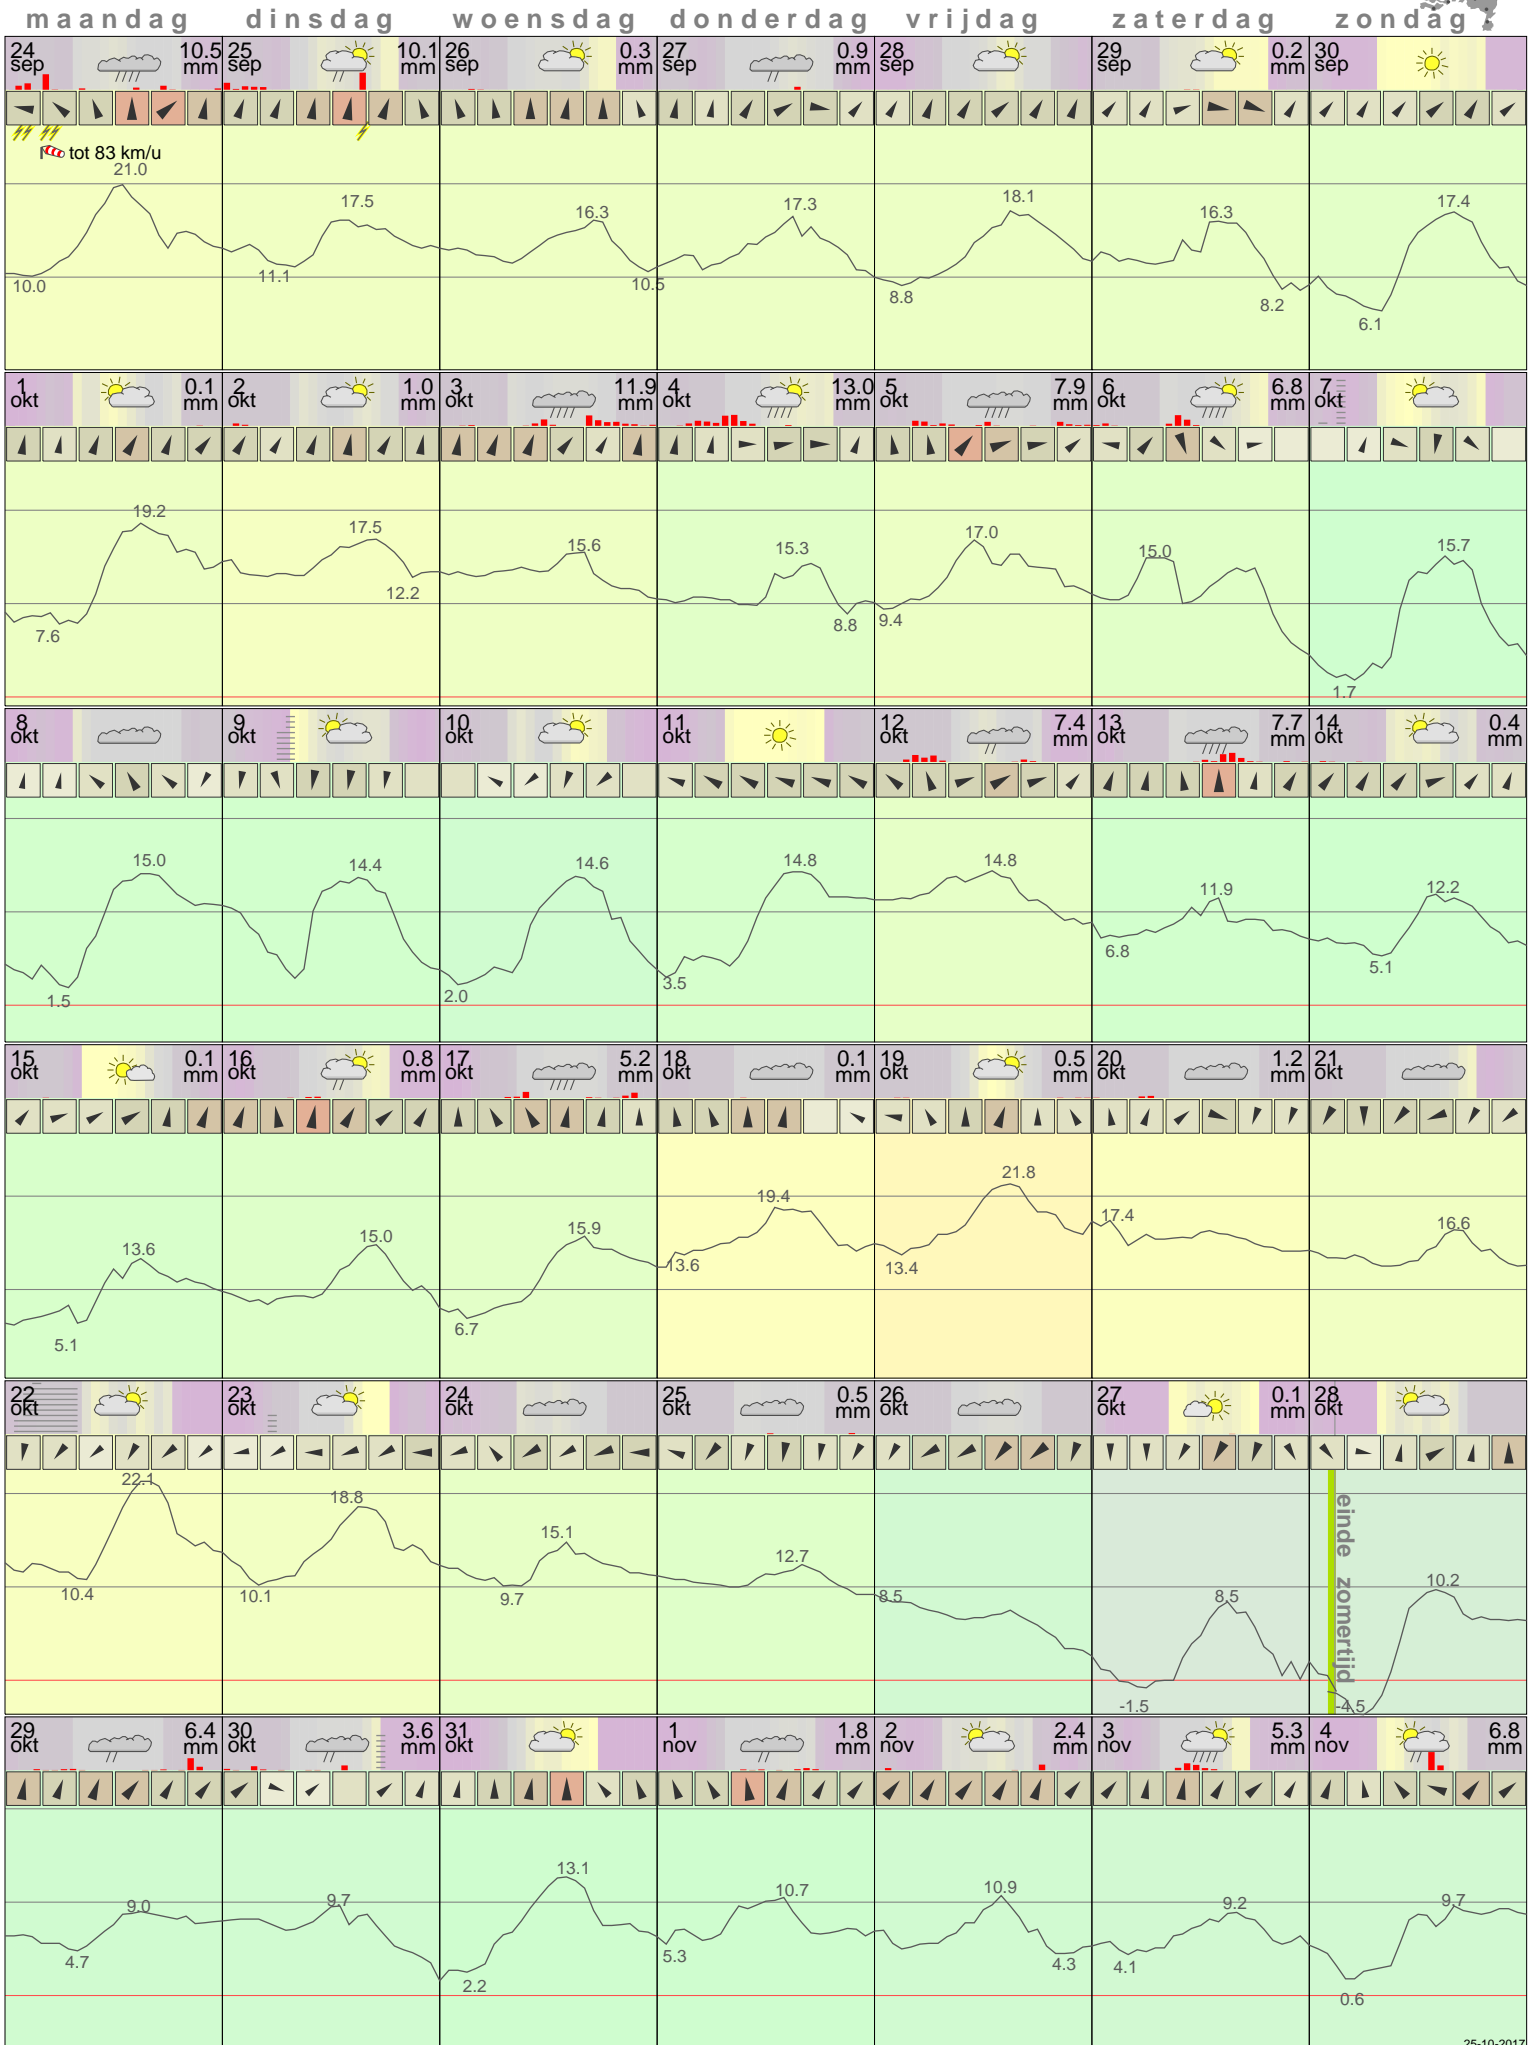 maandag dinsdag woensdag donderdag vrijdag zaterdag zondag
24 sep 10.5 mm 25 sep 10.1 mm 26 sep 0.3 mm 27 sep 0.9 mm 28 sep 29 sep 0.2 mm 30 sep
tot 83 km/u
21.0 17.5 16.3 17.3 18.1 16.3 17.4
10.0 11.1 10.5 8.8 8.2 6.1
1 okt 0.1 mm 2 okt 1.0 mm 3 okt 11.9 mm 4 okt 13.0 mm 5 okt 7.9 mm 6 okt 6.8 mm 7 okt
19.2 17.5 15.6 15.3 17.0 15.0 15.7
7.6 12.2 8.8 9.4 1.7
8 okt 9 okt 10 okt 11 okt 12 okt 7.4 mm 13 okt 7.7 mm 14 okt 0.4 mm
15.0 14.4 14.6 14.8 14.8 11.9 12.2
1.5 2.0 3.5 6.8 5.1
15 okt 0.1 mm 16 okt 0.8 mm 17 okt 5.2 mm 18 okt 0.1 mm 19 okt 0.5 mm 20 okt 1.2 mm 21 okt
13.6 15.0 15.9 19.4 21.8 17.4 16.6
5.1 6.7 13.6 13.4
22 okt 23 okt 24 okt 25 okt 0.5 mm 26 okt 27 okt 0.1 mm 28 okt
22.1 18.8 15.1 12.7 8.5 8.5 10.2
10.4 10.1 9.7 -1.5 -4.5
einde zomertijd
29 okt 6.4 mm 30 okt 3.6 mm 31 okt 1 nov 1.8 mm 2 nov 2.4 mm 3 nov 5.3 mm 4 nov 6.8 mm
9.0 9.7 13.1 10.7 10.9 9.2 9.7
4.7 2.2 5.3 4.3 4.1 0.6
25-10-2017